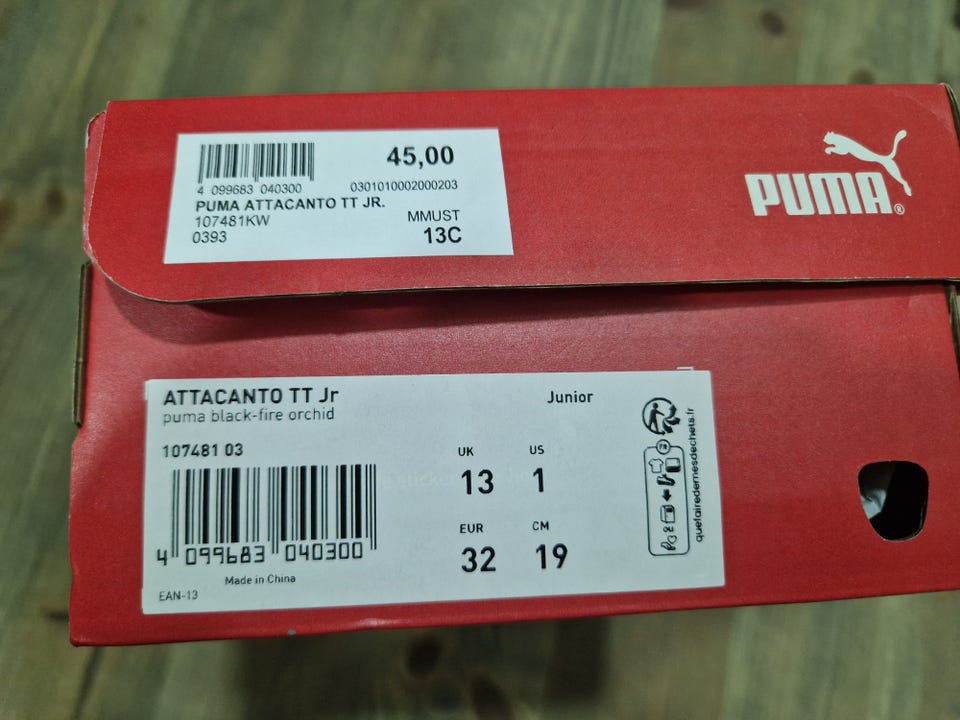 45,00
4 099683 040300 0301010002000203
PUMA ATTACANTO TT JR.
107481KW MMUST
0393 13C
PUMA®
ATTACANTO TT Jr Junior
puma black-fire orchid
107481 03
UK US
13 1
EUR CM
32 19
4 099683 040300
Made in China
EAN-13
FR
quefairedemesdechets.fr